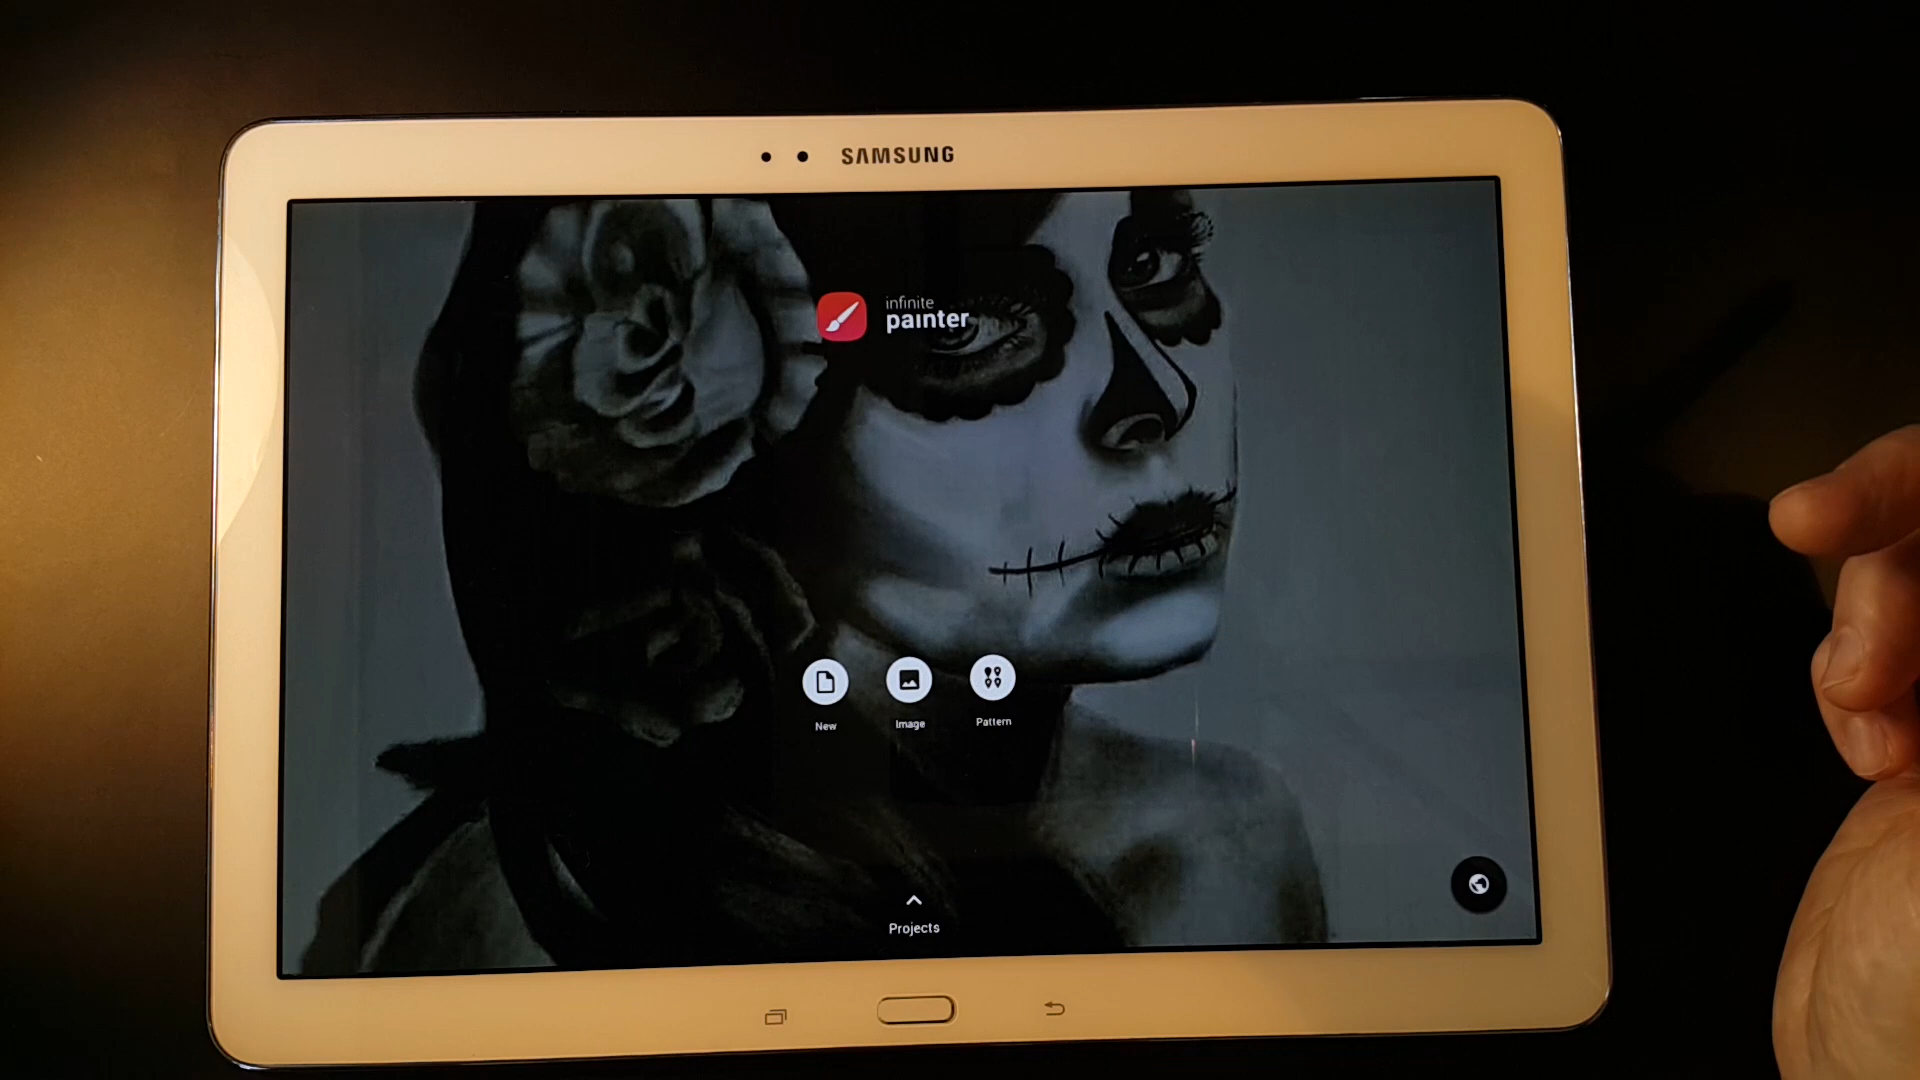 SAMSUNG
infinite
painter
New
Image
Pattern
Projects